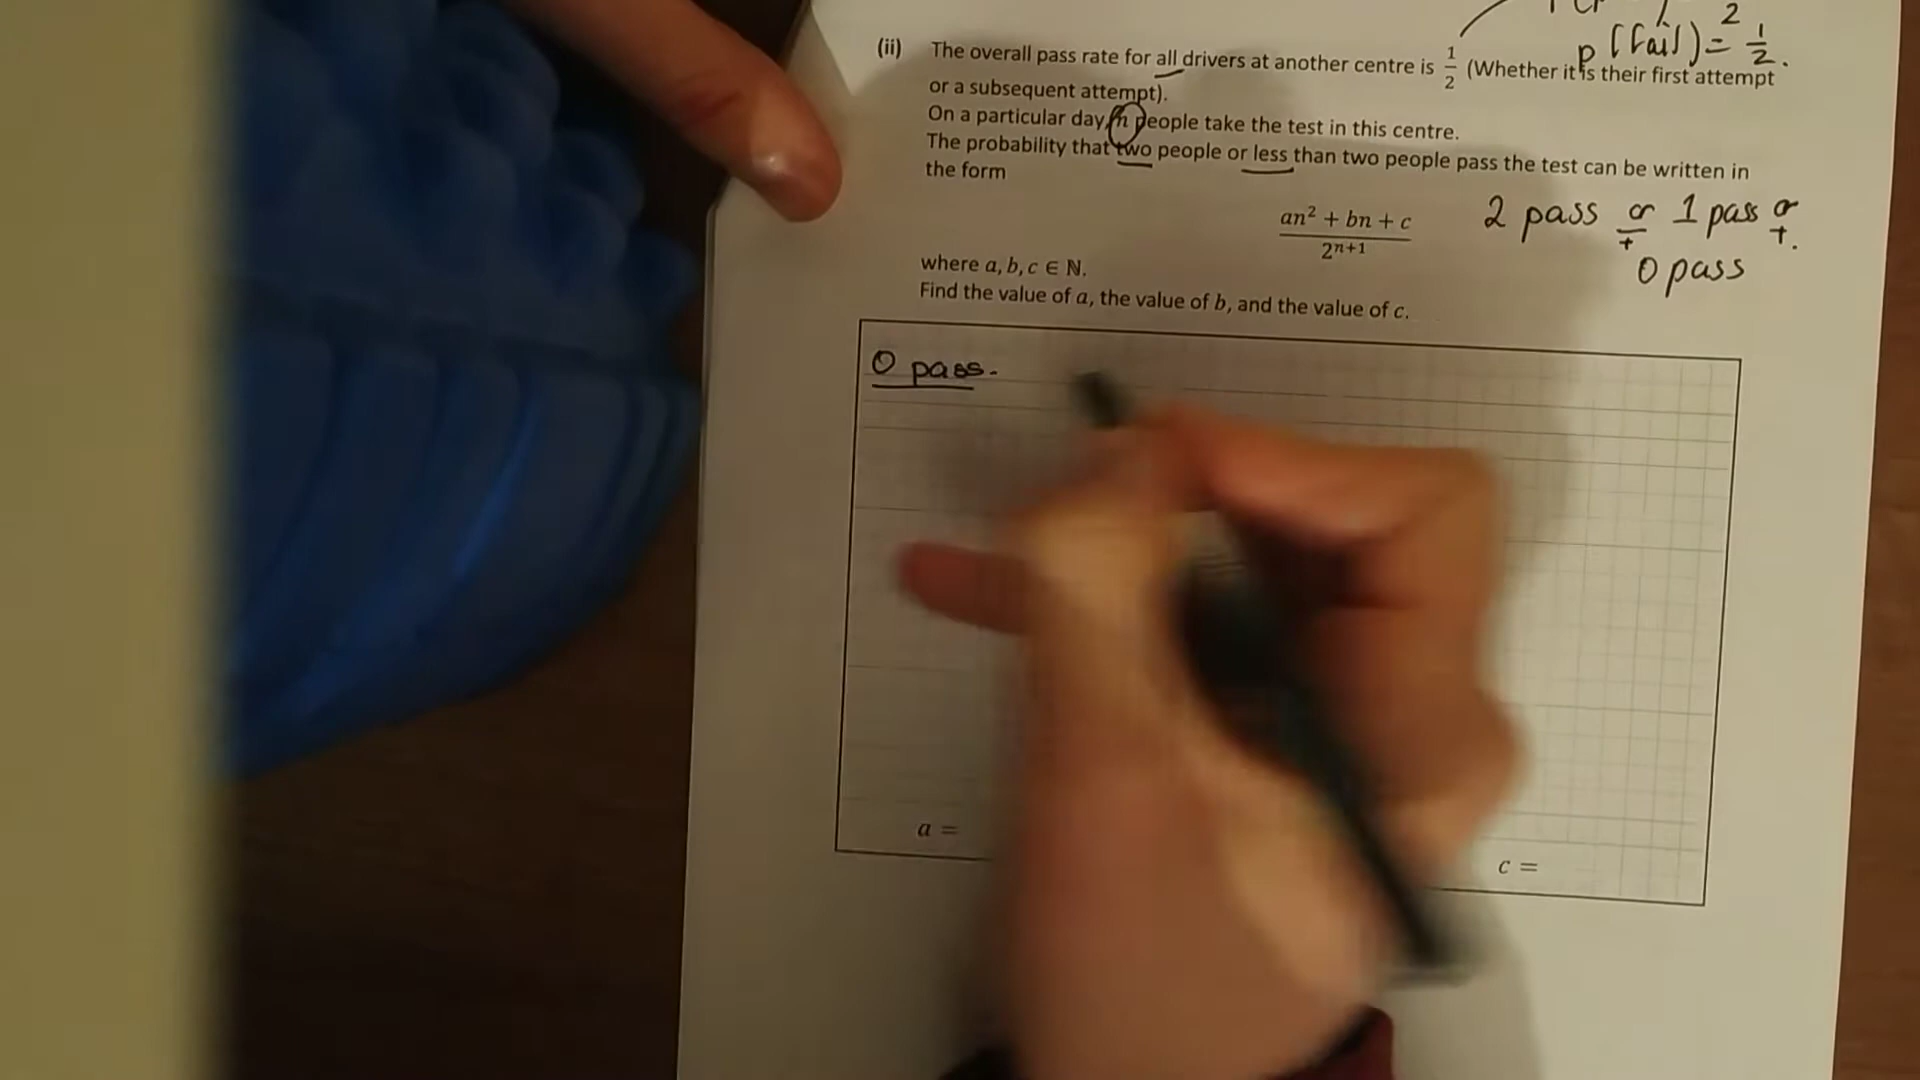 2
P(Fail) = 1/2.
(ii) The overall pass rate for all drivers at another centre is 1/2 (Whether it is their first attempt
or a subsequent attempt).
On a particular day, n people take the test in this centre.
The probability that two people or less than two people pass the test can be written in
the form
an² + bn + c
2ⁿ⁺¹
2 pass or 1 pass or
+ +.
0 pass
where a, b, c ∈ ℕ.
Find the value of a, the value of b, and the value of c.
0 pass.
a =
c =